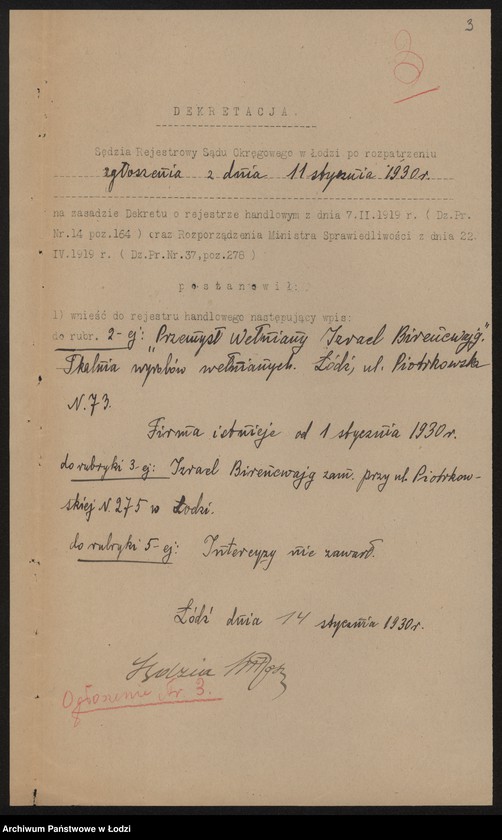 3
DEKRETACJA.
Sędzia Rejestrowy Sądu Okręgowego w Łodzi po rozpatrzeniu
zgłoszenia z dnia 11 stycznia 1930 r.
na zasadzie Dekretu o rejestrze handlowym z dnia 7.II.1919 r. ( Dz.Pr.
Nr.14 poz.164 ) oraz Rozporządzenia Ministra Sprawiedliwości z dnia 22.
IV.1919 r. ( Dz.Pr.Nr.37,poz.278 )
postanowił:
1) wnieść do rejestru handlowego następujący wpis:
do rubr. 2-ej: "Przemysł Wełniany Izrael Bireńcwajg."
Tkalnia wyrobów wełnianych. Łódź, ul. Piotrkowska
N. 73.
Firma istnieje od 1 stycznia 1930 r.
do rubryki 3-ej: Izrael Bireńcwajg zam. przy ul. Piotrkow-
skiej N. 275 w Łodzi.
do rubryki 5-ej: Intercyzy nie zawarł.
Łódź dnia 14 stycznia 1930 r.
Sędzia
Ogłoszenie Nr. 3.
Archiwum Państwowe w Łodzi